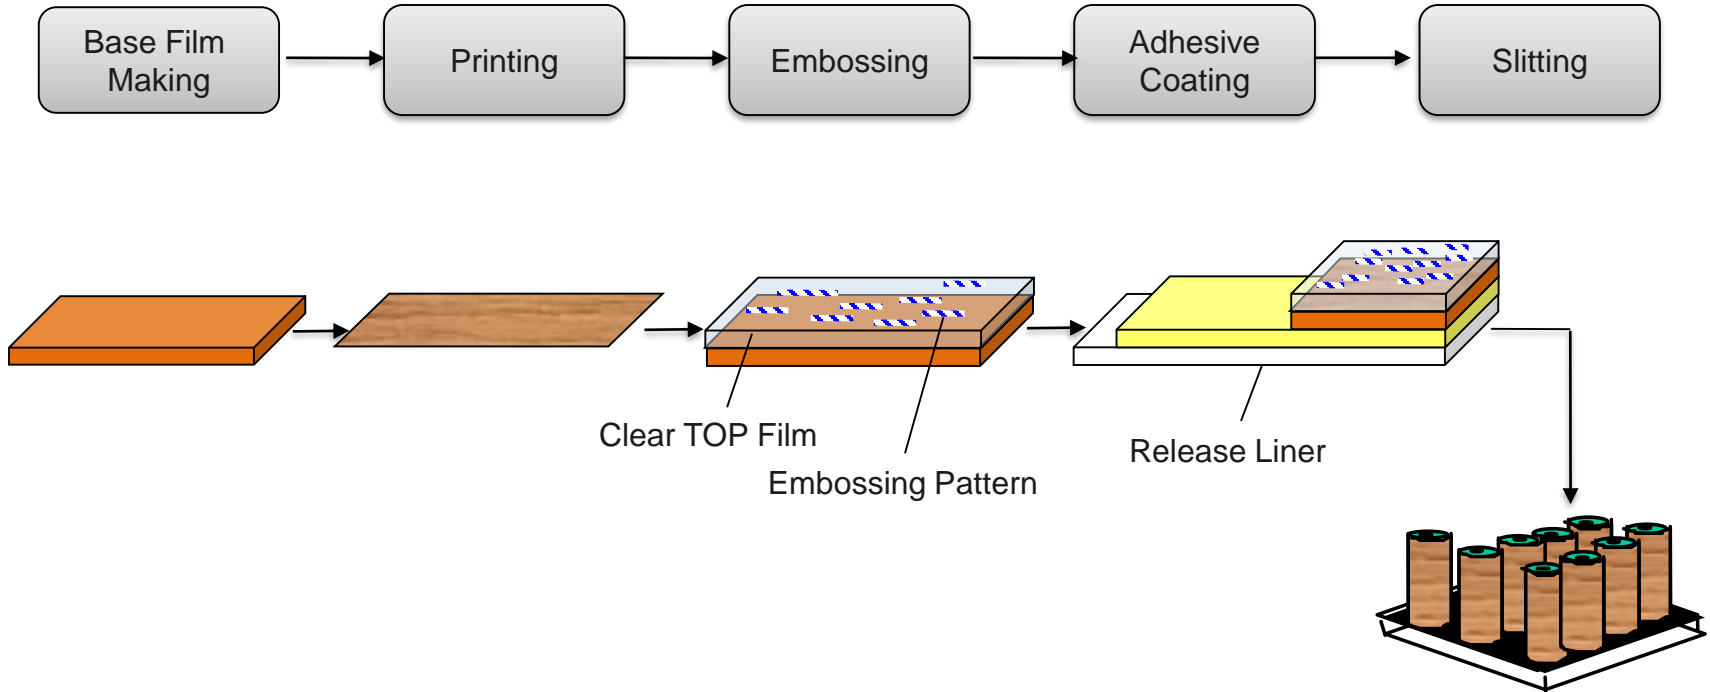 Base Film
Making
Printing
Embossing
Adhesive
Coating
Slitting
Clear TOP Film
Embossing Pattern
Release Liner